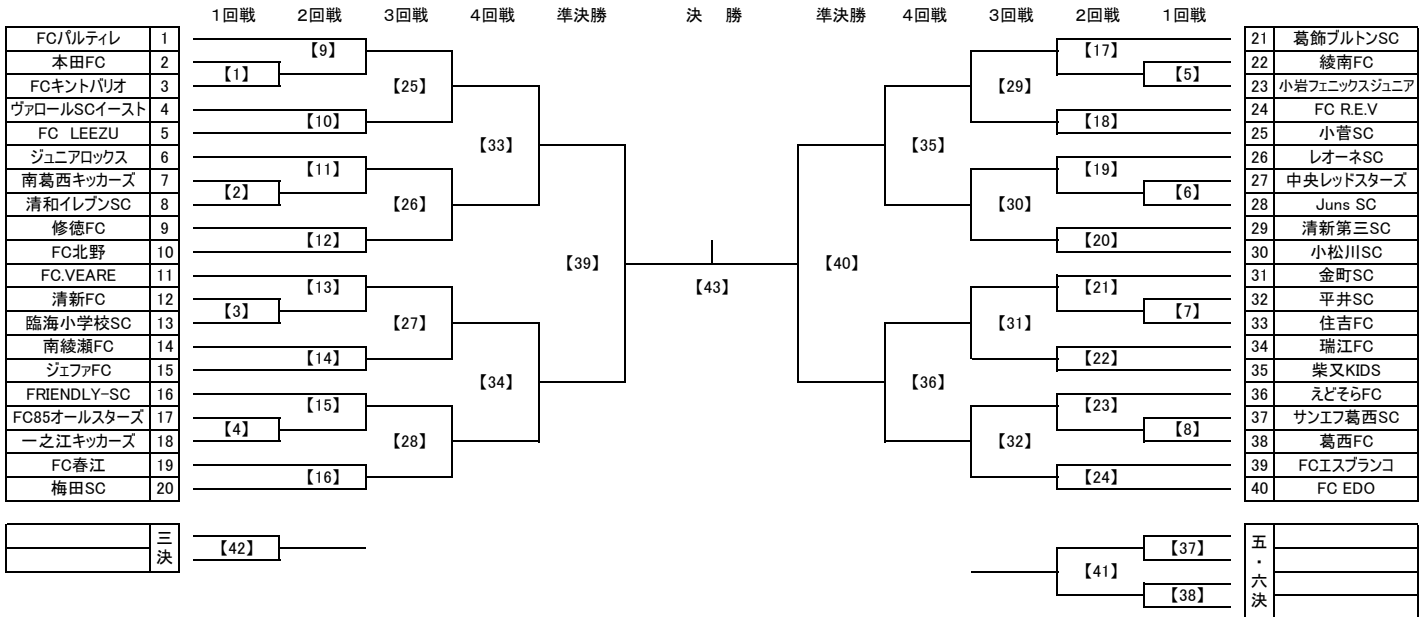 1回戦 2回戦 3回戦 4回戦 準決勝 決 勝 準決勝 4回戦 3回戦 2回戦 1回戦
FCパルティレ 1
本田FC 2
FCキントバリオ 3
ヴァロールSCイースト 4
FC LEEZU 5
ジュニアロックス 6
南葛西キッカーズ 7
清和イレブンSC 8
修徳FC 9
FC北野 10
FC.VEARE 11
清新FC 12
臨海小学校SC 13
南綾瀬FC 14
ジェファFC 15
FRIENDLY-SC 16
FC85オールスターズ 17
一之江キッカーズ 18
FC春江 19
梅田SC 20
【1】
【2】
【3】
【4】
【9】
【10】
【11】
【12】
【13】
【14】
【15】
【16】
【25】
【26】
【27】
【28】
【33】
【34】
【39】
【43】
【40】
【35】
【36】
【29】
【30】
【31】
【32】
【17】
【18】
【19】
【20】
【21】
【22】
【23】
【24】
【5】
【6】
【7】
【8】
21 葛飾ブルトンSC
22 綾南FC
23 小岩フェニックスジュニア
24 FC R.E.V
25 小菅SC
26 レオーネSC
27 中央レッドスターズ
28 Juns SC
29 清新第三SC
30 小松川SC
31 金町SC
32 平井SC
33 住吉FC
34 瑞江FC
35 柴又KIDS
36 えどそらFC
37 サンエフ葛西SC
38 葛西FC
39 FCエスブランコ
40 FC EDO
三決
【42】
【41】
【37】
【38】
五・六決